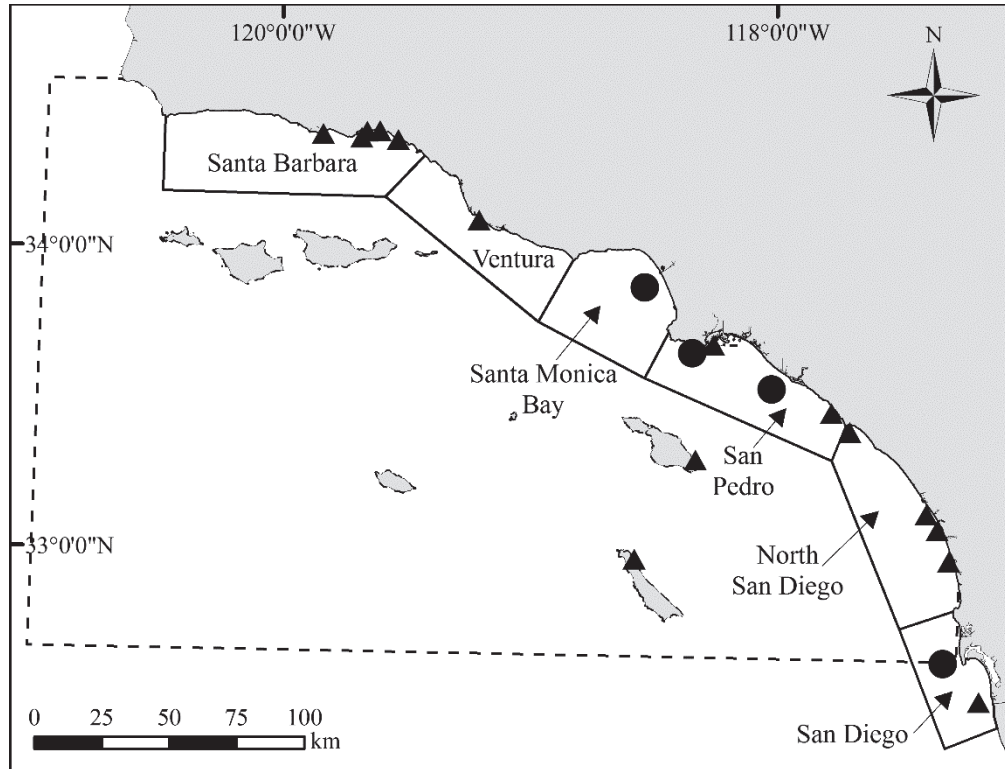 120°0'0"W
118°0'0"W
N
Santa Barbara
34°0'0"N
Ventura
Santa Monica
Bay
San
Pedro
33°0'0"N
North
San Diego
San Diego
0 25 50 75 100
km